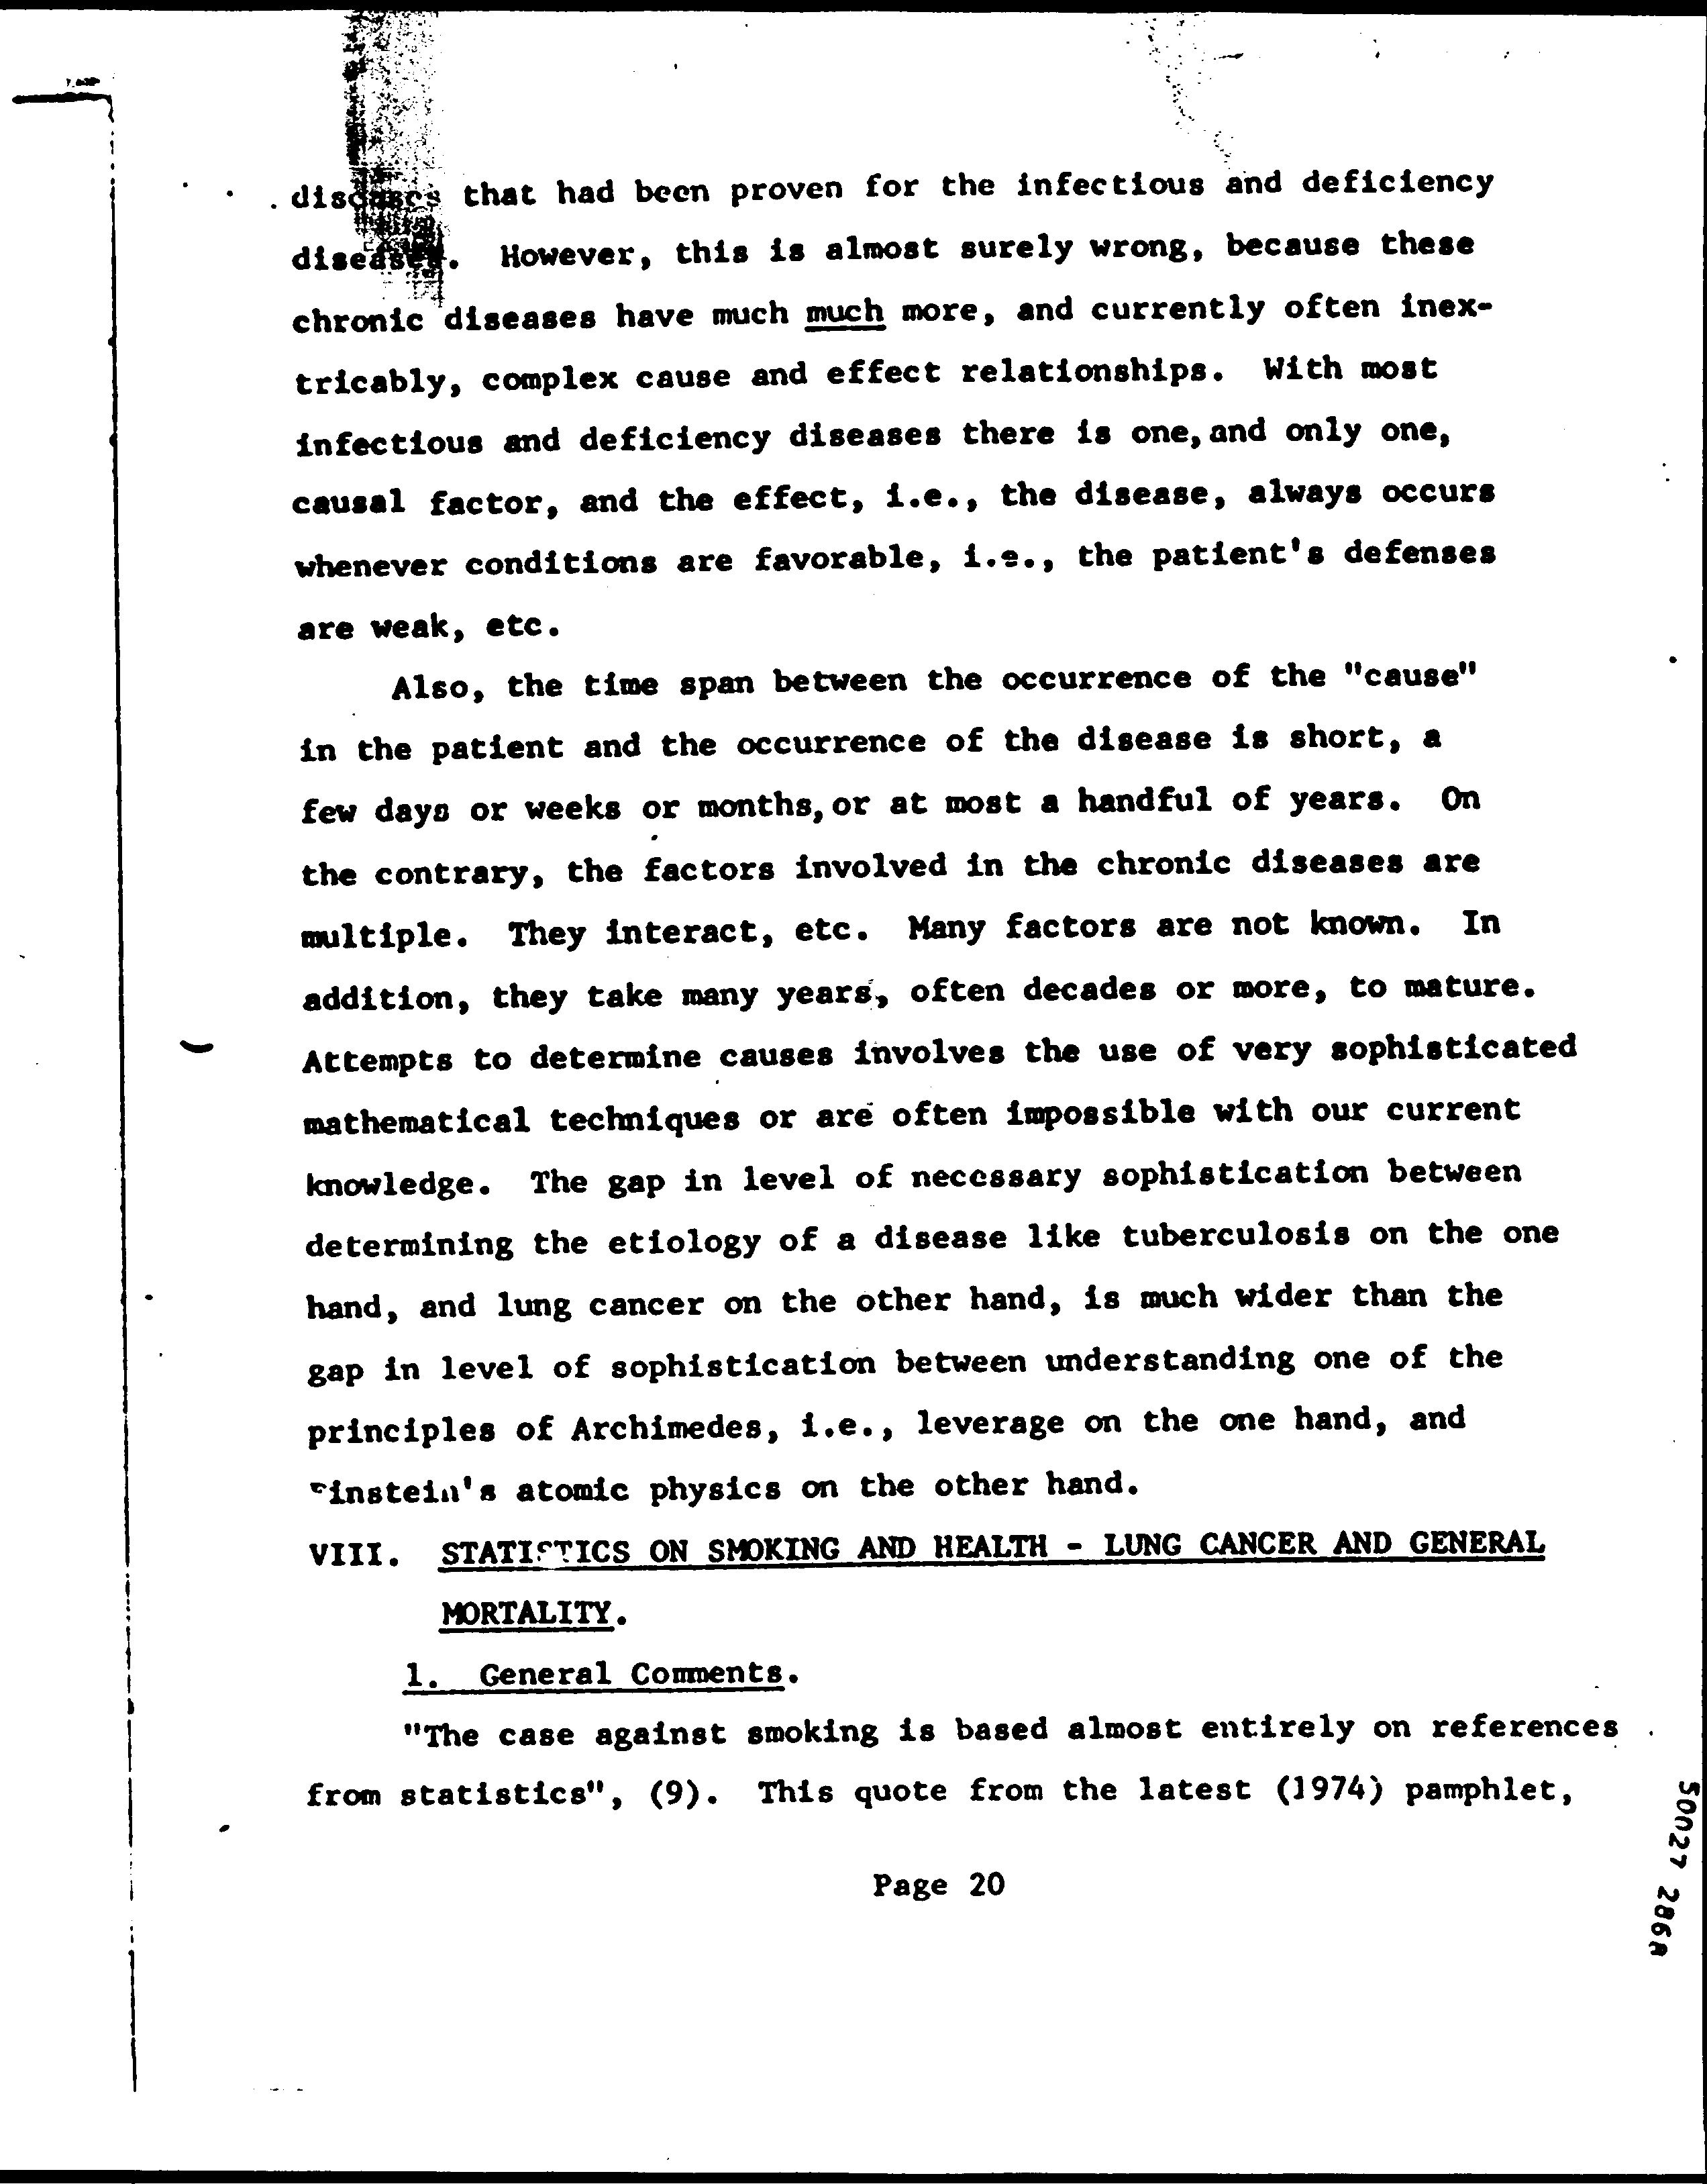 diseases that had been proven for the infectious and deficiency
diseases. However, this is almost surely wrong, because these
chronic diseases have much much more, and currently often inex-
tricably, complex cause and effect relationships. With most
infectious and deficiency diseases there is one, and only one,
causal factor, and the effect, i.e., the disease, always occurs
whenever conditions are favorable, i.e., the patient's defenses
are weak, etc.
Also, the time span between the occurrence of the "cause"
in the patient and the occurrence of the disease is short, a
few days or weeks or months, or at most a handful of years. On
the contrary, the factors involved in the chronic diseases are
multiple. They interact, etc. Many factors are not known. In
addition, they take many years, often decades or more, to mature.
Attempts to determine causes involves the use of very sophisticated
mathematical techniques or are often impossible with our current
knowledge. The gap in level of necessary sophistication between
determining the etiology of a disease like tuberculosis on the one
hand, and lung cancer on the other hand, is much wider than the
gap in level of sophistication between understanding one of the
principles of Archimedes, i.e., leverage on the one hand, and
Einstein's atomic physics on the other hand.
VIII. STATISTICS ON SMOKING AND HEALTH - LUNG CANCER AND GENERAL
MORTALITY.
1. General Comments.
"The case against smoking is based almost entirely on references
from statistics", (9). This quote from the latest (1974) pamphlet,
Page 20
50027